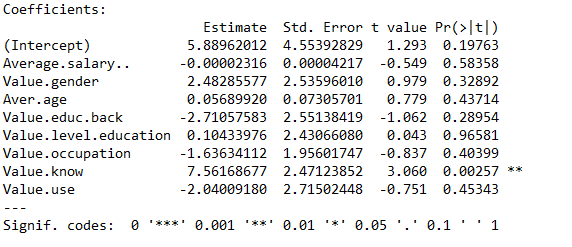 Coefficients:
Estimate Std. Error t value Pr(>|t|)
(Intercept) 5.88962012 4.55392829 1.293 0.19763
Average.salary.. -0.00002316 0.00004217 -0.549 0.58358
Value.gender 2.48285577 2.53596010 0.979 0.32892
Aver.age 0.05689920 0.07305701 0.779 0.43714
Value.educ.back -2.71057583 2.55138419 -1.062 0.28954
Value.level.education 0.10433976 2.43066080 0.043 0.96581
Value.occupation -1.63634112 1.95601747 -0.837 0.40399
Value.know 7.56168677 2.47123852 3.060 0.00257 **
Value.use -2.04009180 2.71502448 -0.751 0.45343
---
Signif. codes: 0 '***' 0.001 '**' 0.01 '*' 0.05 '.' 0.1 ' ' 1